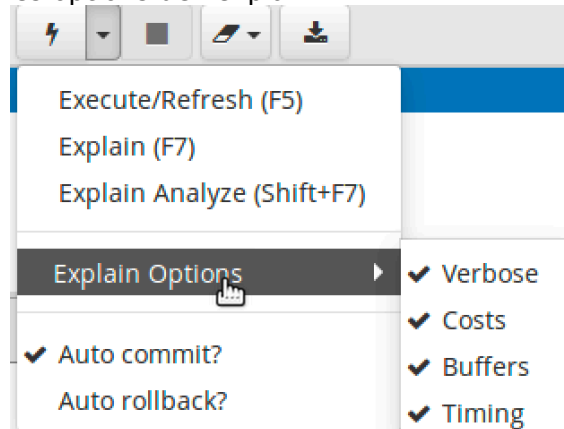 Execute/Refresh (F5)
Explain (F7)
Explain Analyze (Shift+F7)
Explain Options
Verbose
Costs
Buffers
Timing
Auto commit?
Auto rollback?